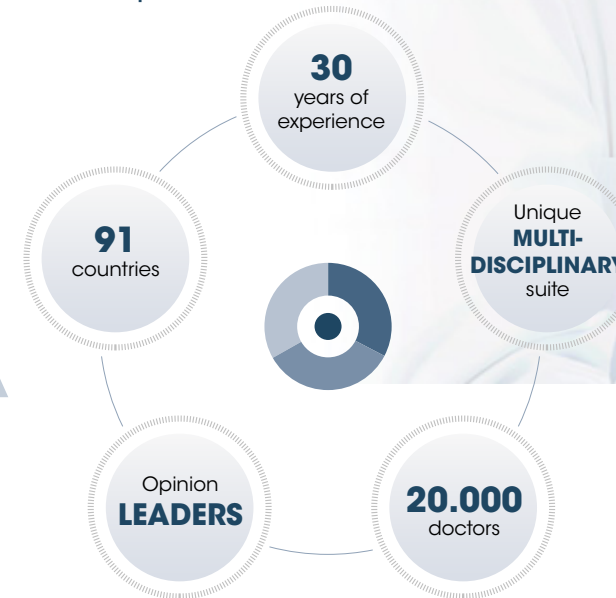 30
years of
experience
Unique
MULTI-
DISCIPLINARY
suite
20.000
doctors
Opinion
LEADERS
91
countries